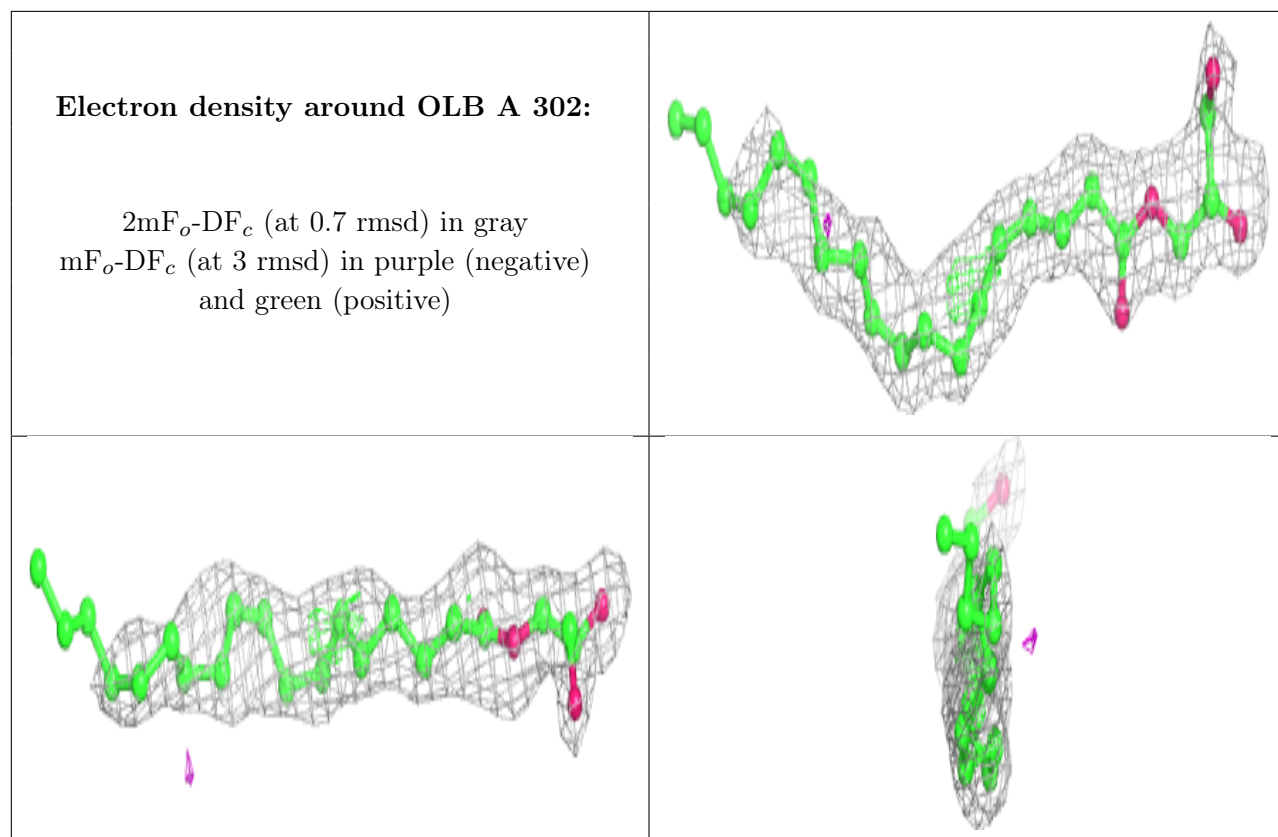 Electron density around OLB A 302:
2mFo-DFc (at 0.7 rmsd) in gray
mFo-DFc (at 3 rmsd) in purple (negative)
and green (positive)